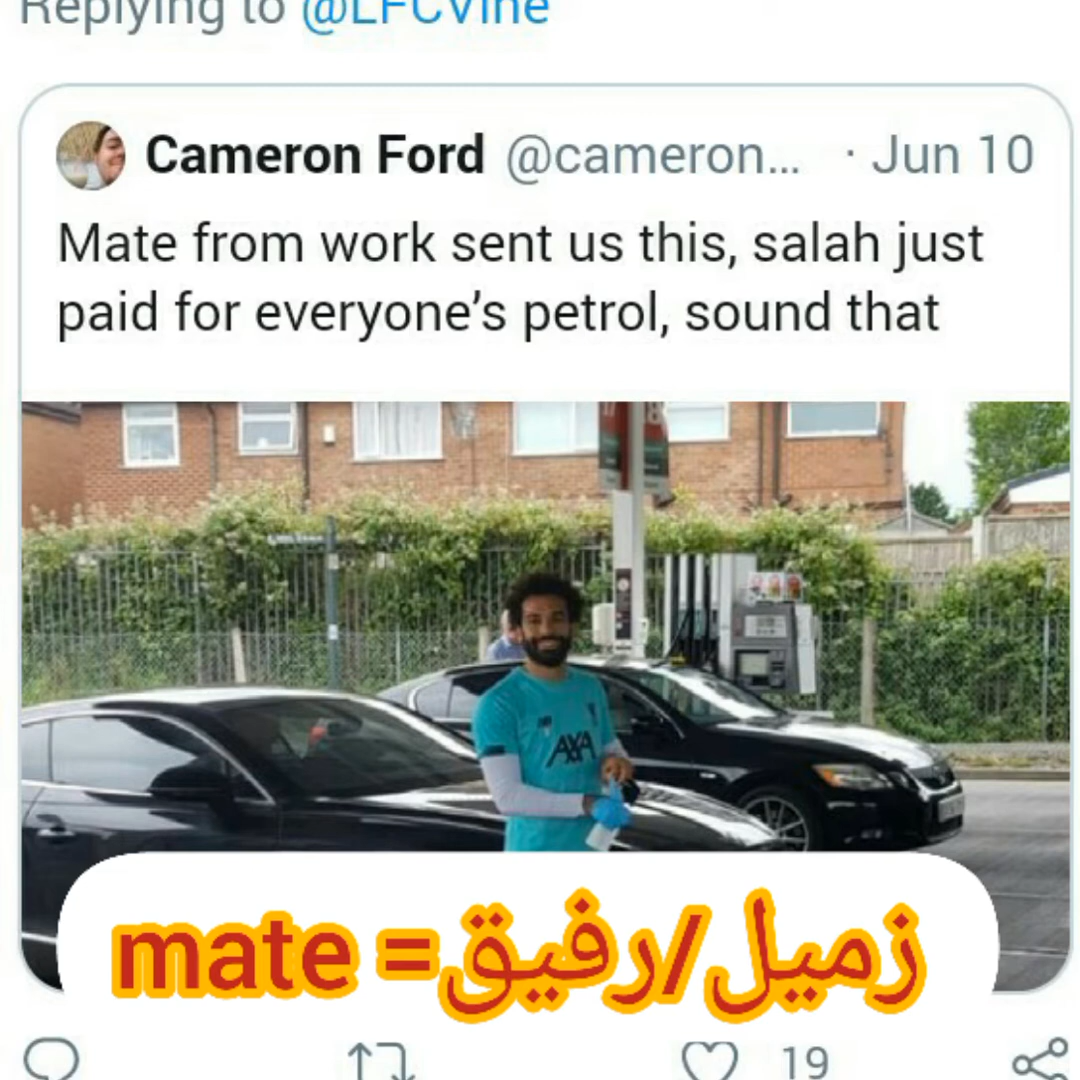 Replying to @LFCVine
Cameron Ford @cameron... · Jun 10
Mate from work sent us this, salah just
paid for everyone's petrol, sound that
AXA
mate =زميل/رفيق
19